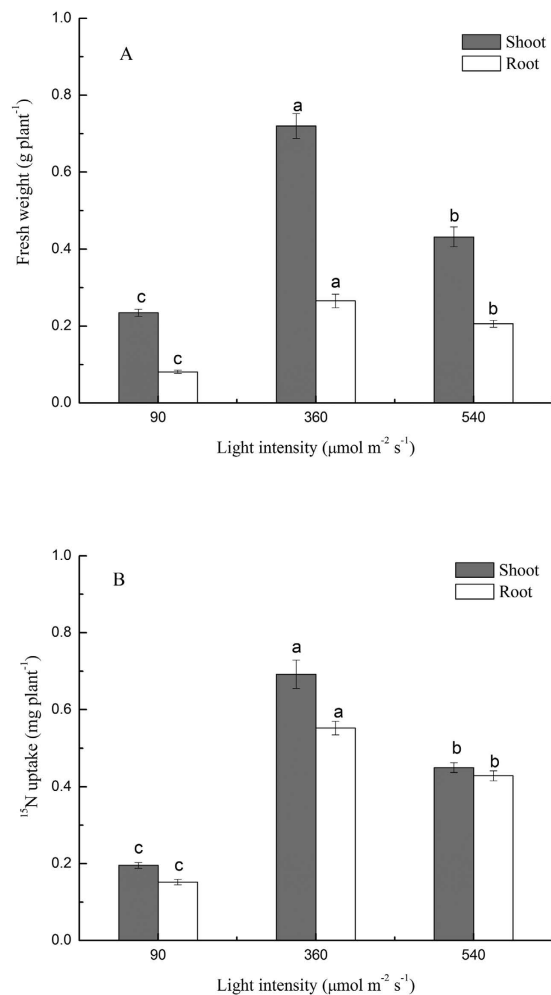 A
Shoot
Root
1.0
0.8
0.6
0.4
0.2
0.0
Fresh weight (g plant⁻¹)
c
c
a
a
b
b
90
360
540
Light intensity (μmol m⁻² s⁻¹)
B
Shoot
Root
1.0
0.8
0.6
0.4
0.2
0.0
¹⁵N uptake (mg plant⁻¹)
c
c
a
a
b
b
90
360
540
Light intensity (μmol m⁻² s⁻¹)